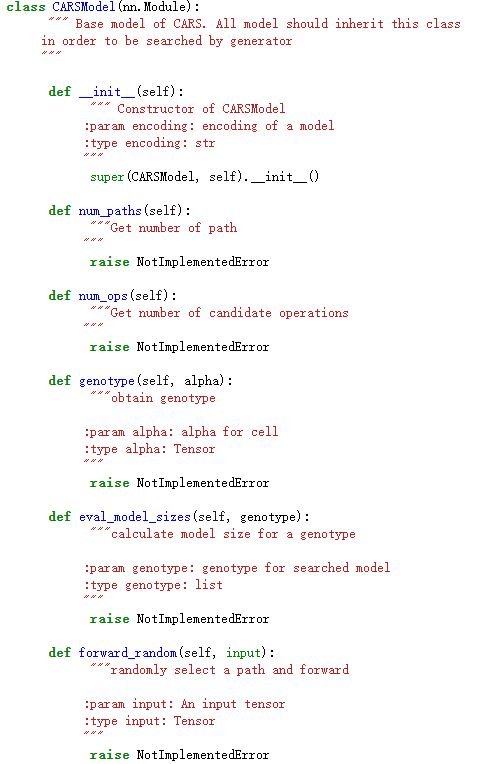 class CARSModel(nn.Module):
    """ Base model of CARS. All model should inherit this class
    in order to be searched by generator
    """
    def __init__(self):
        """ Constructor of CARSModel
        :param encoding: encoding of a model
        :type encoding: str
        """
        super(CARSModel, self).__init__()
    def num_paths(self):
        """Get number of path
        """
        raise NotImplementedError
    def num_ops(self):
        """Get number of candidate operations
        """
        raise NotImplementedError
    def genotype(self, alpha):
        """obtain genotype
        :param alpha: alpha for cell
        :type alpha: Tensor
        """
        raise NotImplementedError
    def eval_model_sizes(self, genotype):
        """calculate model size for a genotype
        :param genotype: genotype for searched model
        :type genotype: list
        """
        raise NotImplementedError
    def forward_random(self, input):
        """randomly select a path and forward
        :param input: An input tensor
        :type input: Tensor
        """
        raise NotImplementedError